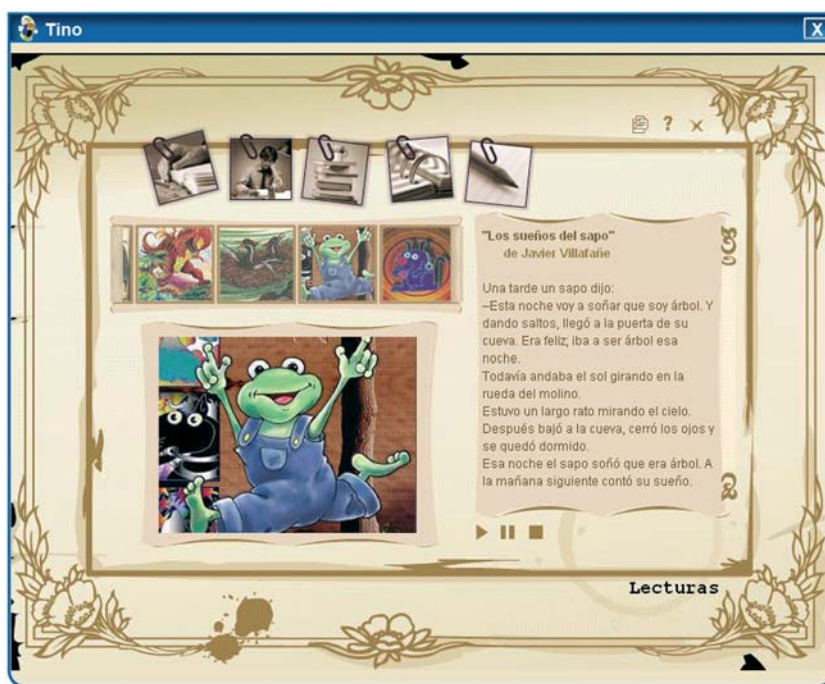 Tino
X
?
"Los sueños del sapo"
de Javier Villafañe
Una tarde un sapo dijo:
–Esta noche voy a soñar que soy árbol. Y
dando saltos, llegó a la puerta de su
cueva. Era feliz; iba a ser árbol esa
noche.
Todavía andaba el sol girando en la
rueda del molino.
Estuvo un largo rato mirando el cielo.
Después bajó a la cueva, cerró los ojos y
se quedó dormido.
Esa noche el sapo soñó que era árbol. A
la mañana siguiente contó su sueño.
Lecturas